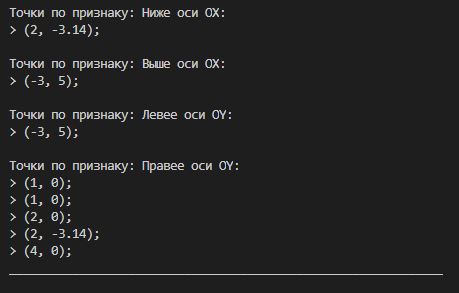 Точки по признаку: Ниже оси OX:
> (2, -3.14);
Точки по признаку: Выше оси OX:
> (-3, 5);
Точки по признаку: Левее оси OY:
> (-3, 5);
Точки по признаку: Правее оси OY:
> (1, 0);
> (1, 0);
> (2, 0);
> (2, -3.14);
> (4, 0);